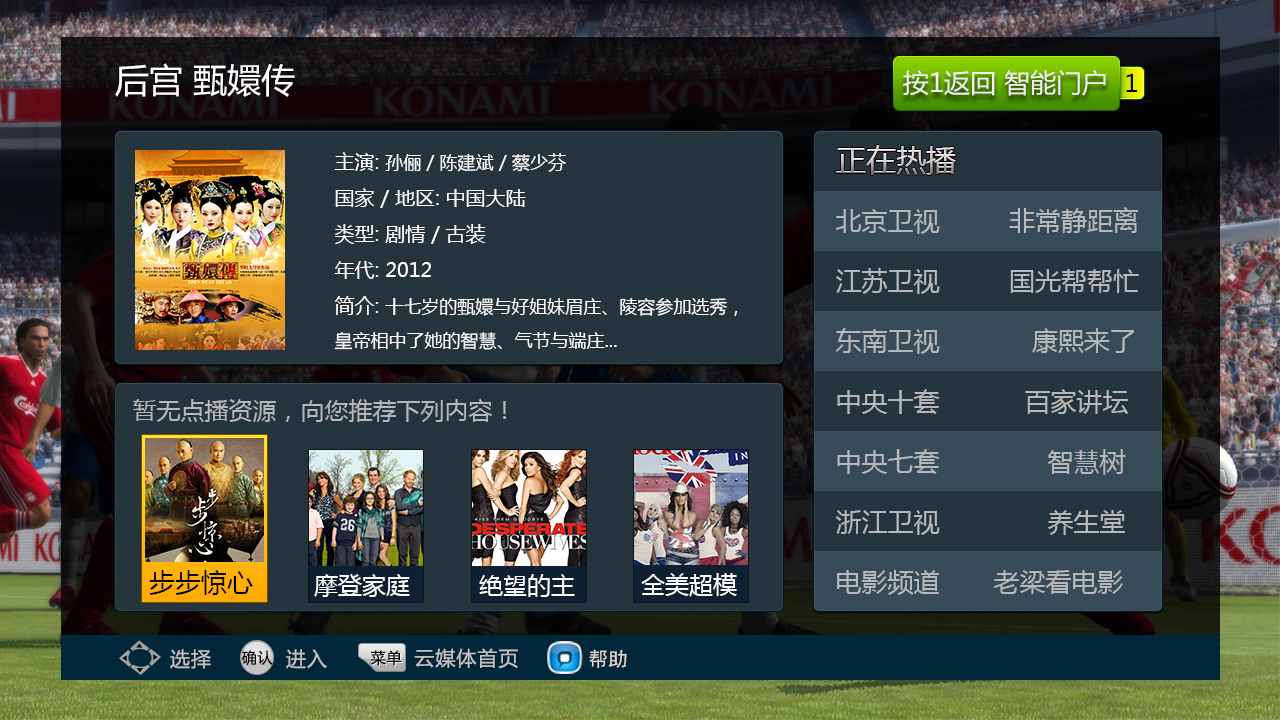 后宫 甄嬛传
按1返回 智能门户 1
主演: 孙俪 / 陈建斌 / 蔡少芬
国家 / 地区: 中国大陆
类型: 剧情 / 古装
年代: 2012
简介: 十七岁的甄嬛与好姐妹眉庄、陵容参加选秀，
皇帝相中了她的智慧、气节与端庄...
甄嬛傳
暂无点播资源，向您推荐下列内容！
步步惊心
步步惊心
摩登家庭
26
KISS THEM GOODBYE
DESPERATE
HOUSEWIVES
绝望的主
全美超模
正在热播
北京卫视 非常静距离
江苏卫视 国光帮帮忙
东南卫视 康熙来了
中央十套 百家讲坛
中央七套 智慧树
浙江卫视 养生堂
电影频道 老梁看电影
选择 确认 进入 菜单 云媒体首页 帮助
KONAMI
KONAMI
Carlsberg